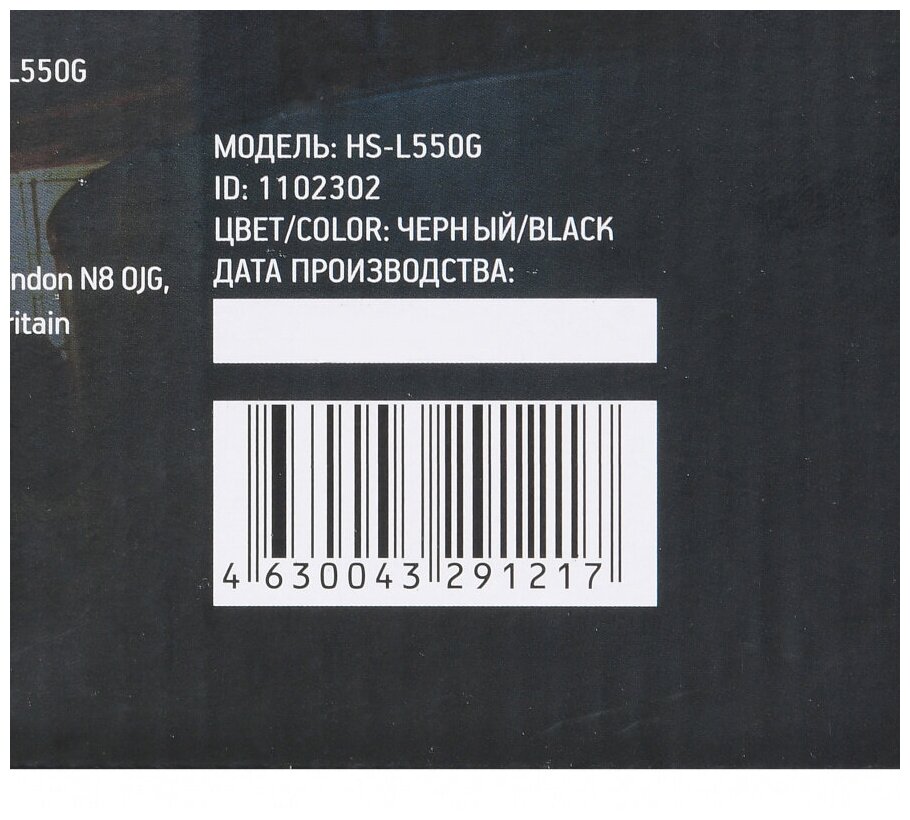 L550G
МОДЕЛЬ: HS-L550G
ID: 1102302
ЦВЕТ/COLOR: ЧЕРНЫЙ/BLACK
ДАТА ПРОИЗВОДСТВА:
ndon N8 0JG,
ritain
4 630043 291217